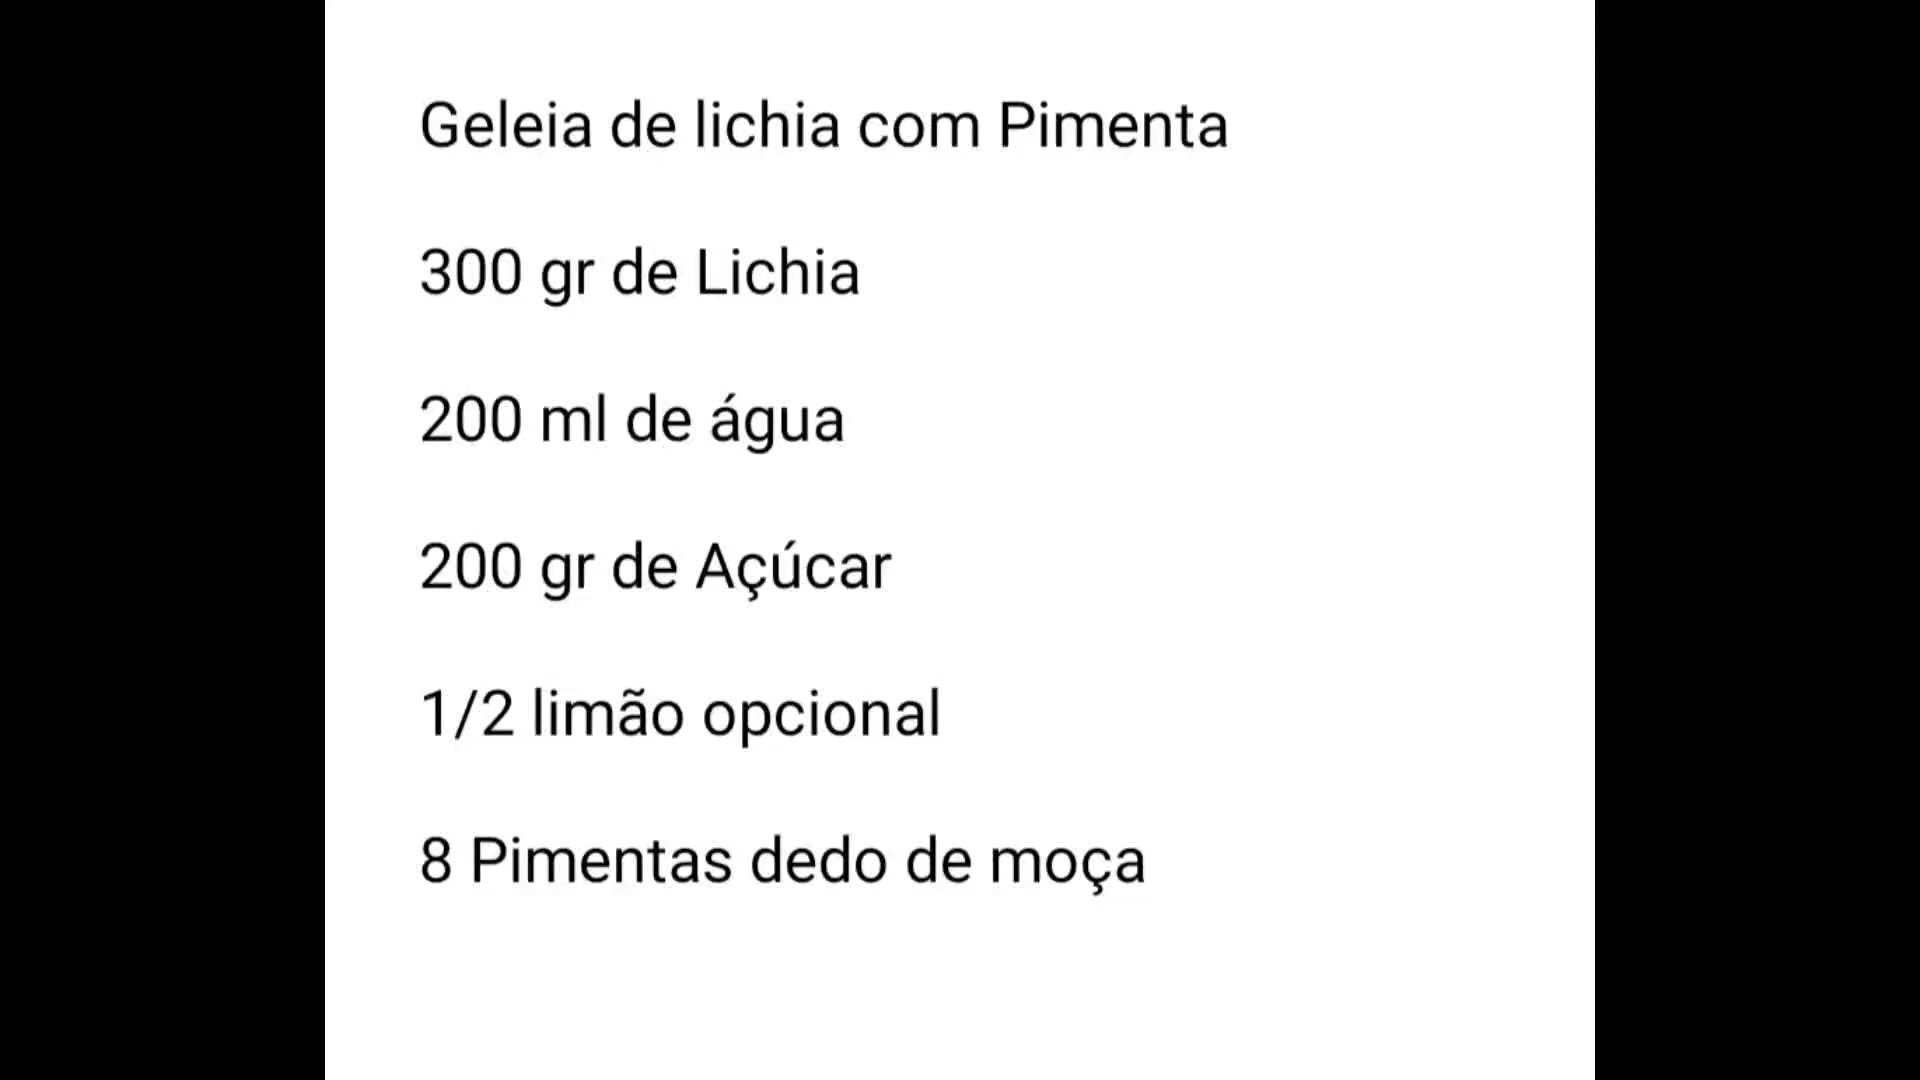 Geleia de lichia com Pimenta
300 gr de Lichia
200 ml de água
200 gr de Açúcar
1/2 limão opcional
8 Pimentas dedo de moça